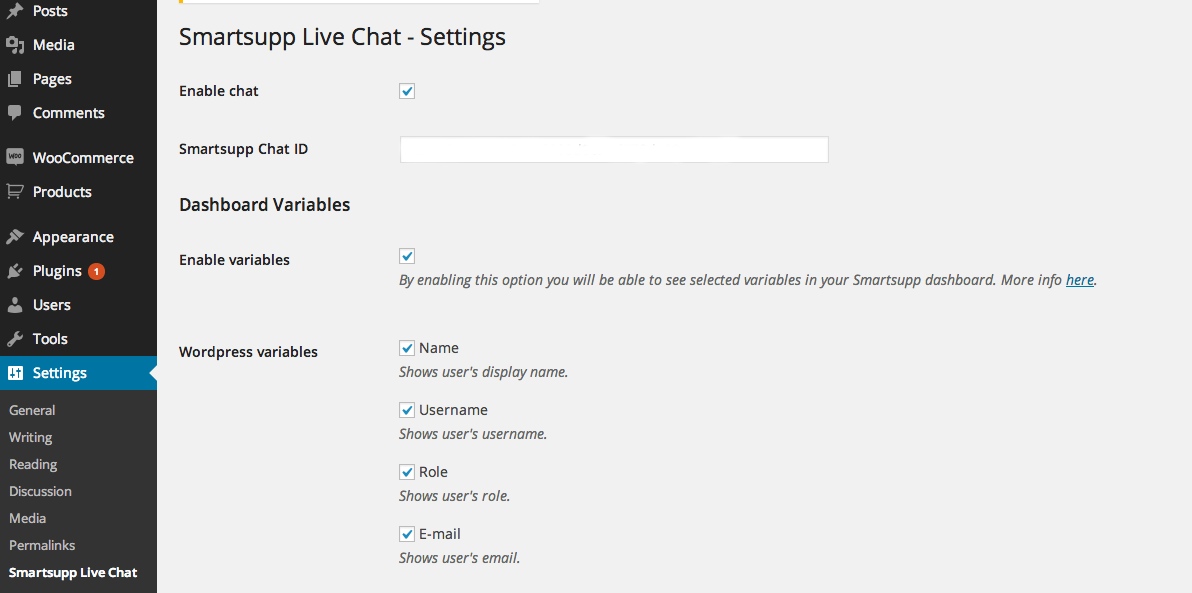 Posts
Media
Pages
Comments
WOO WooCommerce
Products
Appearance
Plugins 1
Users
Tools
Settings
General
Writing
Reading
Discussion
Media
Permalinks
Smartsupp Live Chat
Smartsupp Live Chat - Settings
Enable chat
Smartsupp Chat ID
Dashboard Variables
Enable variables
By enabling this option you will be able to see selected variables in your Smartsupp dashboard. More info here.
Wordpress variables
Name
Shows user's display name.
Username
Shows user's username.
Role
Shows user's role.
E-mail
Shows user's email.